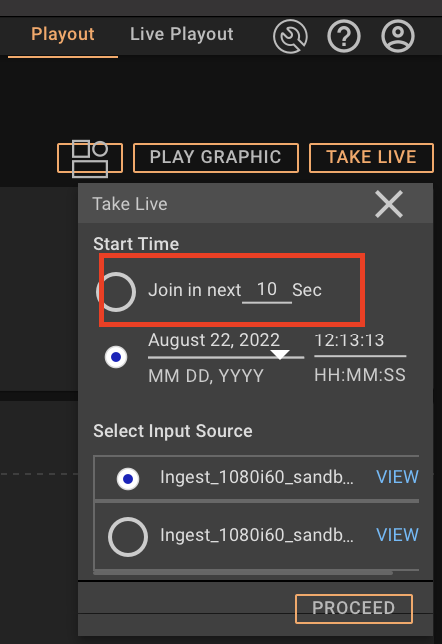 Playout Live Playout
PLAY GRAPHIC TAKE LIVE
Take Live
Start Time
Join in next 10 Sec
August 22, 2022 12:13:13
MM DD, YYYY HH:MM:SS
Select Input Source
Ingest_1080i60_sandb... VIEW
Ingest_1080i60_sandb... VIEW
PROCEED